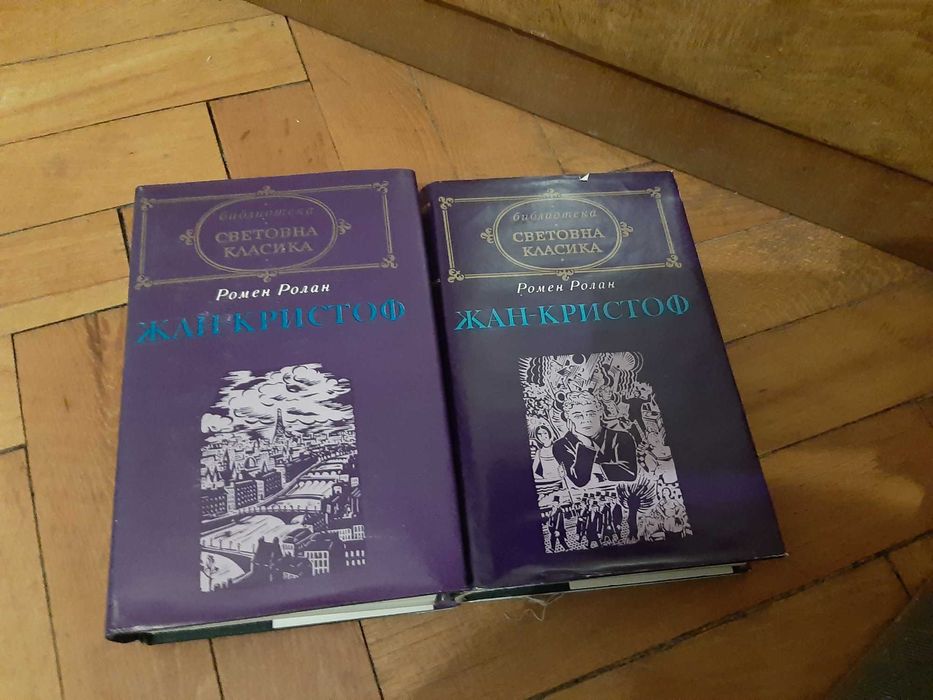 библиотека
СВЕТОВНА
КЛАСИКА
Ромен Ролан
ЖАН-КРИСТОФ
библиотека
СВЕТОВНА
КЛАСИКА
Ромен Ролан
ЖАН-КРИСТОФ